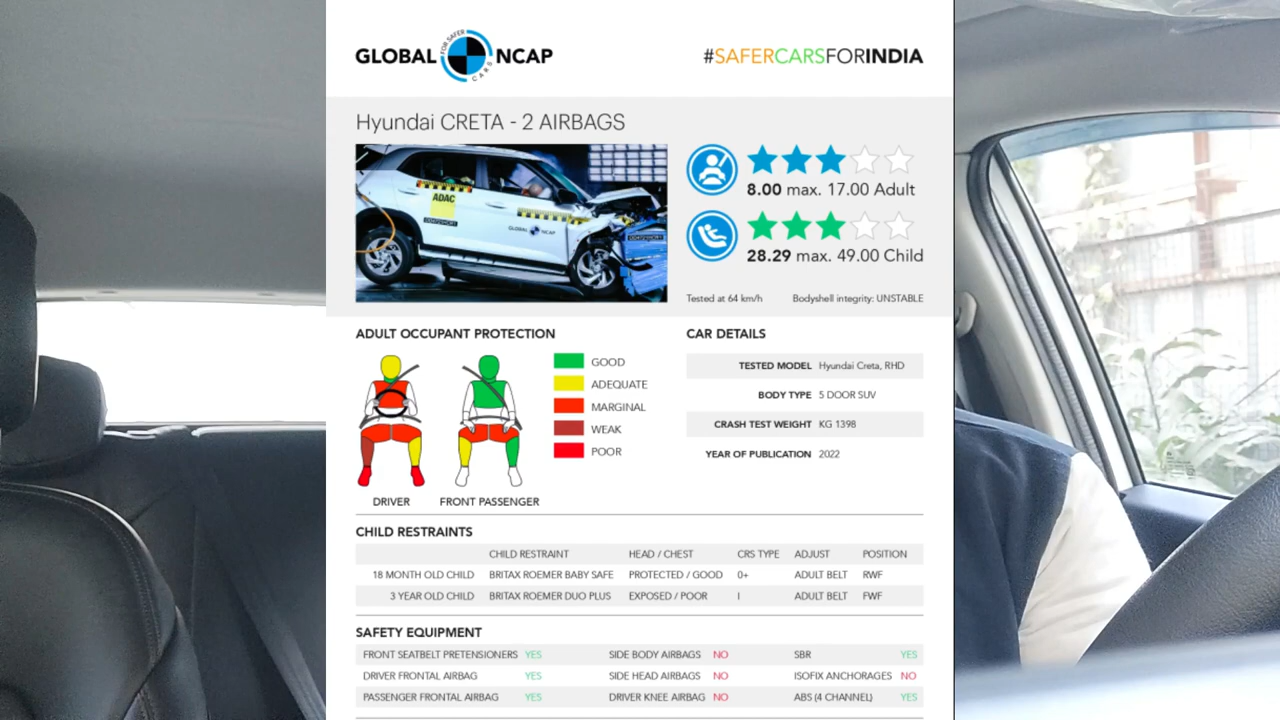 GLOBAL NCAP
FOR SAFER CARS
#SAFERCARSFORINDIA
Hyundai CRETA - 2 AIRBAGS
8.00 max. 17.00 Adult
28.29 max. 49.00 Child
Tested at 64 km/h Bodyshell integrity: UNSTABLE
ADAC
GLOBAL NCAP
ADULT OCCUPANT PROTECTION
GOOD
ADEQUATE
MARGINAL
WEAK
POOR
DRIVER FRONT PASSENGER
CAR DETAILS
TESTED MODEL Hyundai Creta, RHD
BODY TYPE 5 DOOR SUV
CRASH TEST WEIGHT KG 1398
YEAR OF PUBLICATION 2022
CHILD RESTRAINTS
CHILD RESTRAINT HEAD / CHEST CRS TYPE ADJUST POSITION
18 MONTH OLD CHILD BRITAX ROEMER BABY SAFE PROTECTED / GOOD 0+ ADULT BELT RWF
3 YEAR OLD CHILD BRITAX ROEMER DUO PLUS EXPOSED / POOR I ADULT BELT FWF
SAFETY EQUIPMENT
FRONT SEATBELT PRETENSIONERS YES SIDE BODY AIRBAGS NO SBR YES
DRIVER FRONTAL AIRBAG YES SIDE HEAD AIRBAGS NO ISOFIX ANCHORAGES NO
PASSENGER FRONTAL AIRBAG YES DRIVER KNEE AIRBAG NO ABS (4 CHANNEL) YES